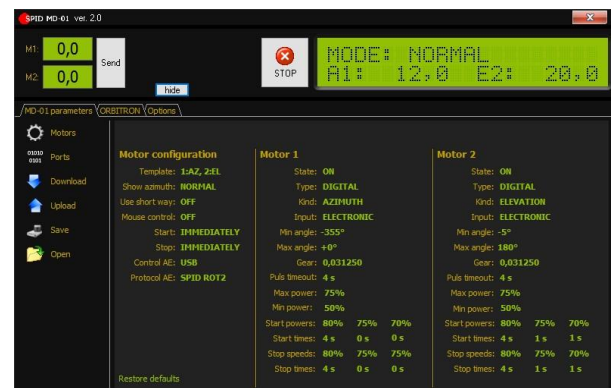 SPID MD-01 ver. 2.0
M1: 0,0
M2: 0,0
Send
hide
STOP
MODE: NORMAL
A1: 12,0 E2: 20,0
MD-01 parameters ORBITRON Options
Motors
01010
0101
Ports
Download
Upload
Save
Open
Motor configuration
Template: 1:AZ, 2:EL
Show azimuth: NORMAL
Use short way: OFF
Mouse control: OFF
Start: IMMEDIATELY
Stop: IMMEDIATELY
Control AE: USB
Protocol AE: SPID ROT2
Restore defaults
Motor 1
State: ON
Type: DIGITAL
Kind: AZIMUTH
Input: ELECTRONIC
Min angle: -355°
Max angle: +0°
Gear: 0,031250
Puls timeout: 4 s
Max power: 75%
Min power: 50%
Start powers: 80% 75% 70%
Start times: 4 s 0 s 0 s
Stop speeds: 80% 75% 75%
Stop times: 4 s 0 s 0 s
Motor 2
State: ON
Type: DIGITAL
Kind: ELEVATION
Input: ELECTRONIC
Min angle: -5°
Max angle: 180°
Gear: 0,031250
Puls timeout: 4 s
Max power: 75%
Min power: 50%
Start powers: 80% 75% 70%
Start times: 4 s 1 s 1 s
Stop speeds: 80% 75% 70%
Stop times: 4 s 1 s 1 s